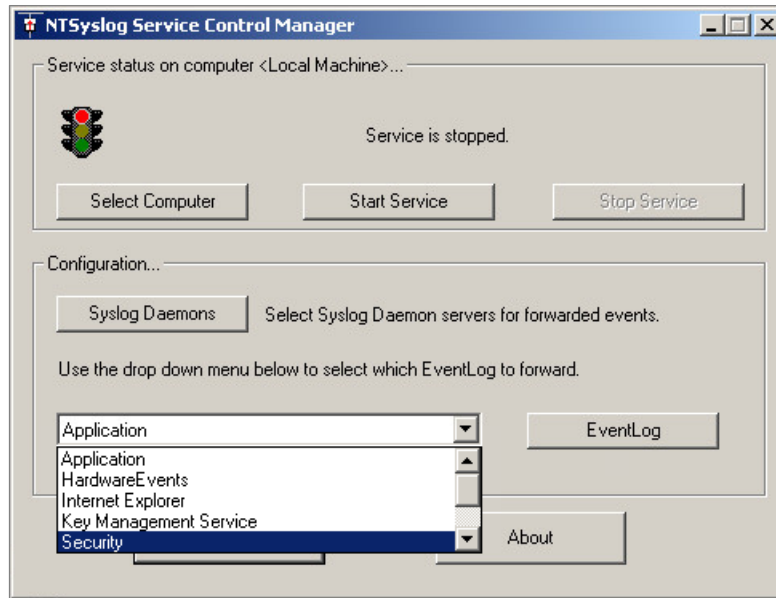 NTSyslog Service Control Manager
Service status on computer <Local Machine>...
Service is stopped.
Select Computer
Start Service
Stop Service
Configuration...
Syslog Daemons
Select Syslog Daemon servers for forwarded events.
Use the drop down menu below to select which EventLog to forward.
Application
EventLog
Application
HardwareEvents
Internet Explorer
Key Management Service
Security
About